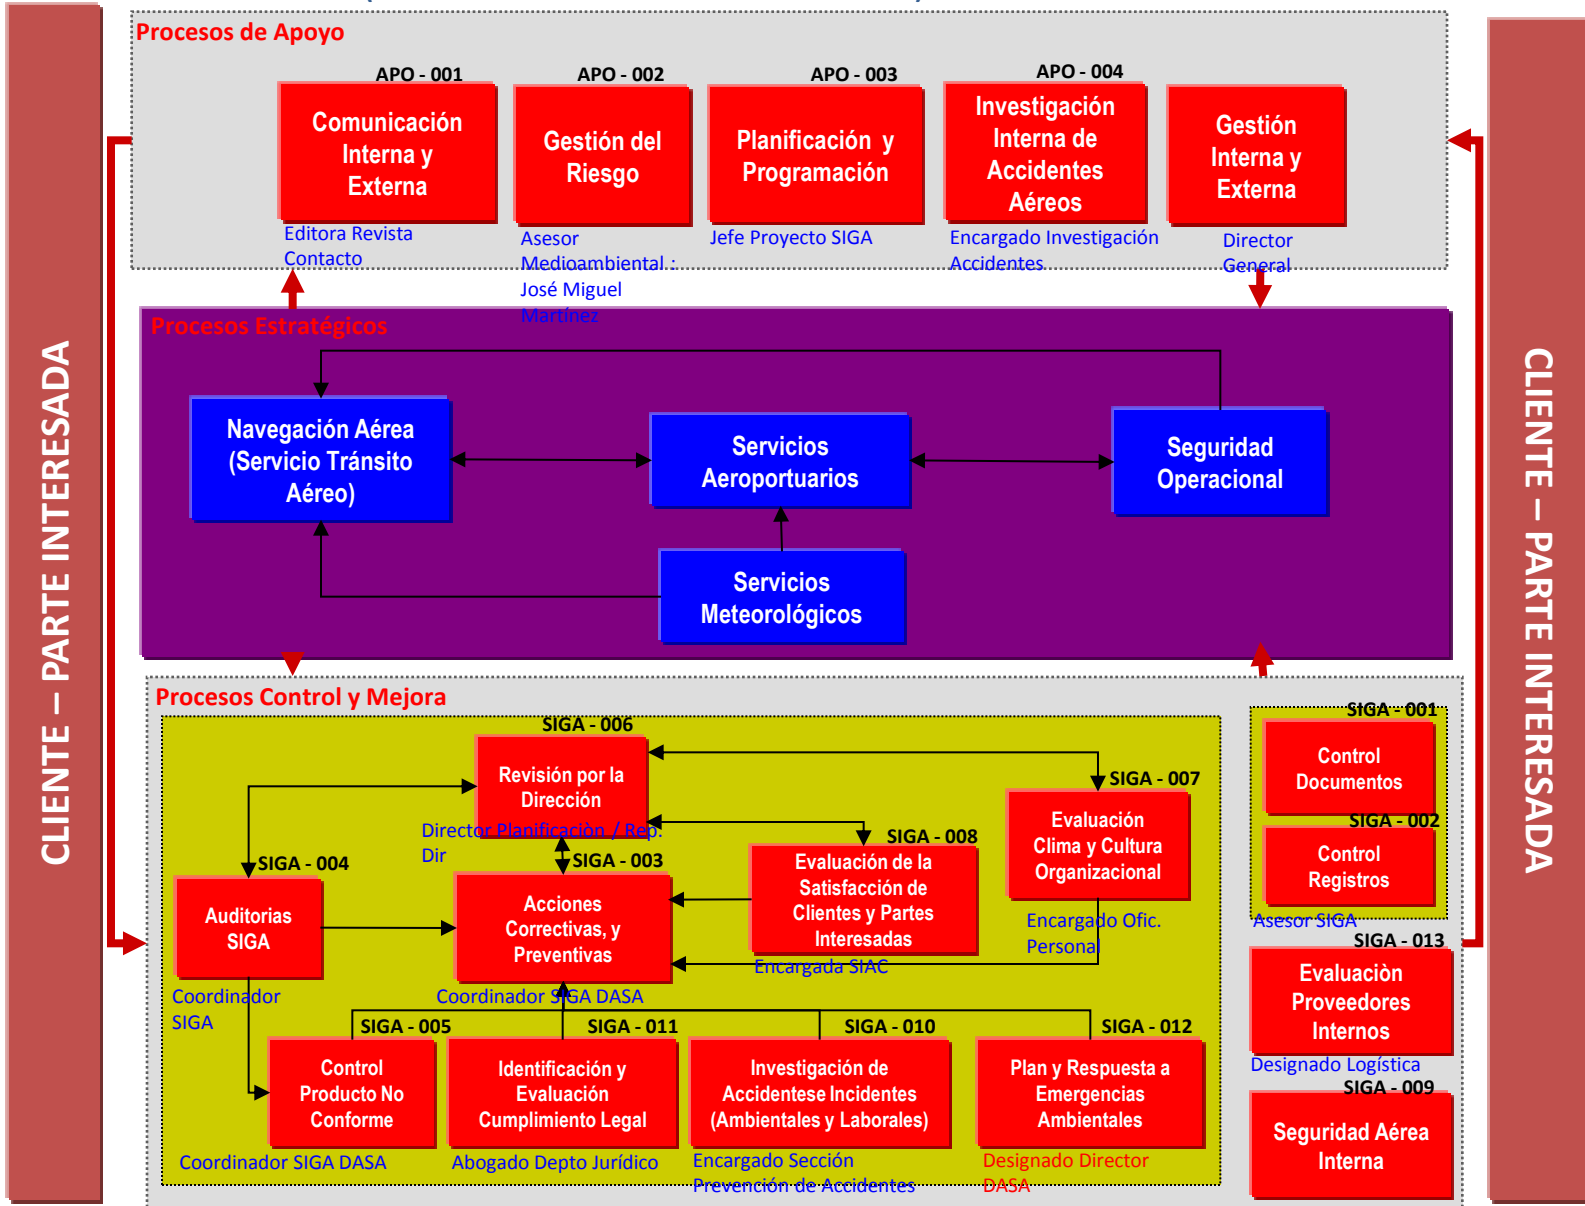 CLIENTE – PARTE INTERESADA
Procesos de Apoyo
APO - 001
Comunicación
Interna y
Externa
Editora Revista
Contacto
APO - 002
Gestión del
Riesgo
Asesor
Medioambiental :
José Miguel
Martínez
APO - 003
Planificación y
Programación
Jefe Proyecto SIGA
APO - 004
Investigación
Interna de
Accidentes
Aéreos
Encargado Investigación
Accidentes
Gestión
Interna y
Externa
Director
General
Procesos Estratégicos
Navegación Aérea
(Servicio Tránsito
Aéreo)
Servicios
Aeroportuarios
Seguridad
Operacional
Servicios
Meteorológicos
Procesos Control y Mejora
SIGA - 006
Revisión por la
Dirección
Director Planificaciòn / Rep.
Dir
SIGA - 007
Evaluación
Clima y Cultura
Organizacional
Encargado Ofic.
Personal
SIGA - 008
Evaluación de la
Satisfacción de
Clientes y Partes
Interesadas
Encargada SIAC
SIGA - 004
Auditorias
SIGA
Coordinador
SIGA
SIGA - 003
Acciones
Correctivas, y
Preventivas
Coordinador SIGA DASA
SIGA - 005
Control
Producto No
Conforme
Coordinador SIGA DASA
SIGA - 011
Identificación y
Evaluación
Cumplimiento Legal
Abogado Depto Jurídico
SIGA - 010
Investigación de
Accidentese Incidentes
(Ambientales y Laborales)
Encargado Sección
Prevención de Accidentes
SIGA - 012
Plan y Respuesta a
Emergencias
Ambientales
Designado Director
DASA
SIGA - 001
Control
Documentos
SIGA - 002
Control
Registros
Asesor SIGA
SIGA - 013
Evaluaciòn
Proveedores
Internos
Designado Logística
SIGA - 009
Seguridad Aérea
Interna
CLIENTE – PARTE INTERESADA